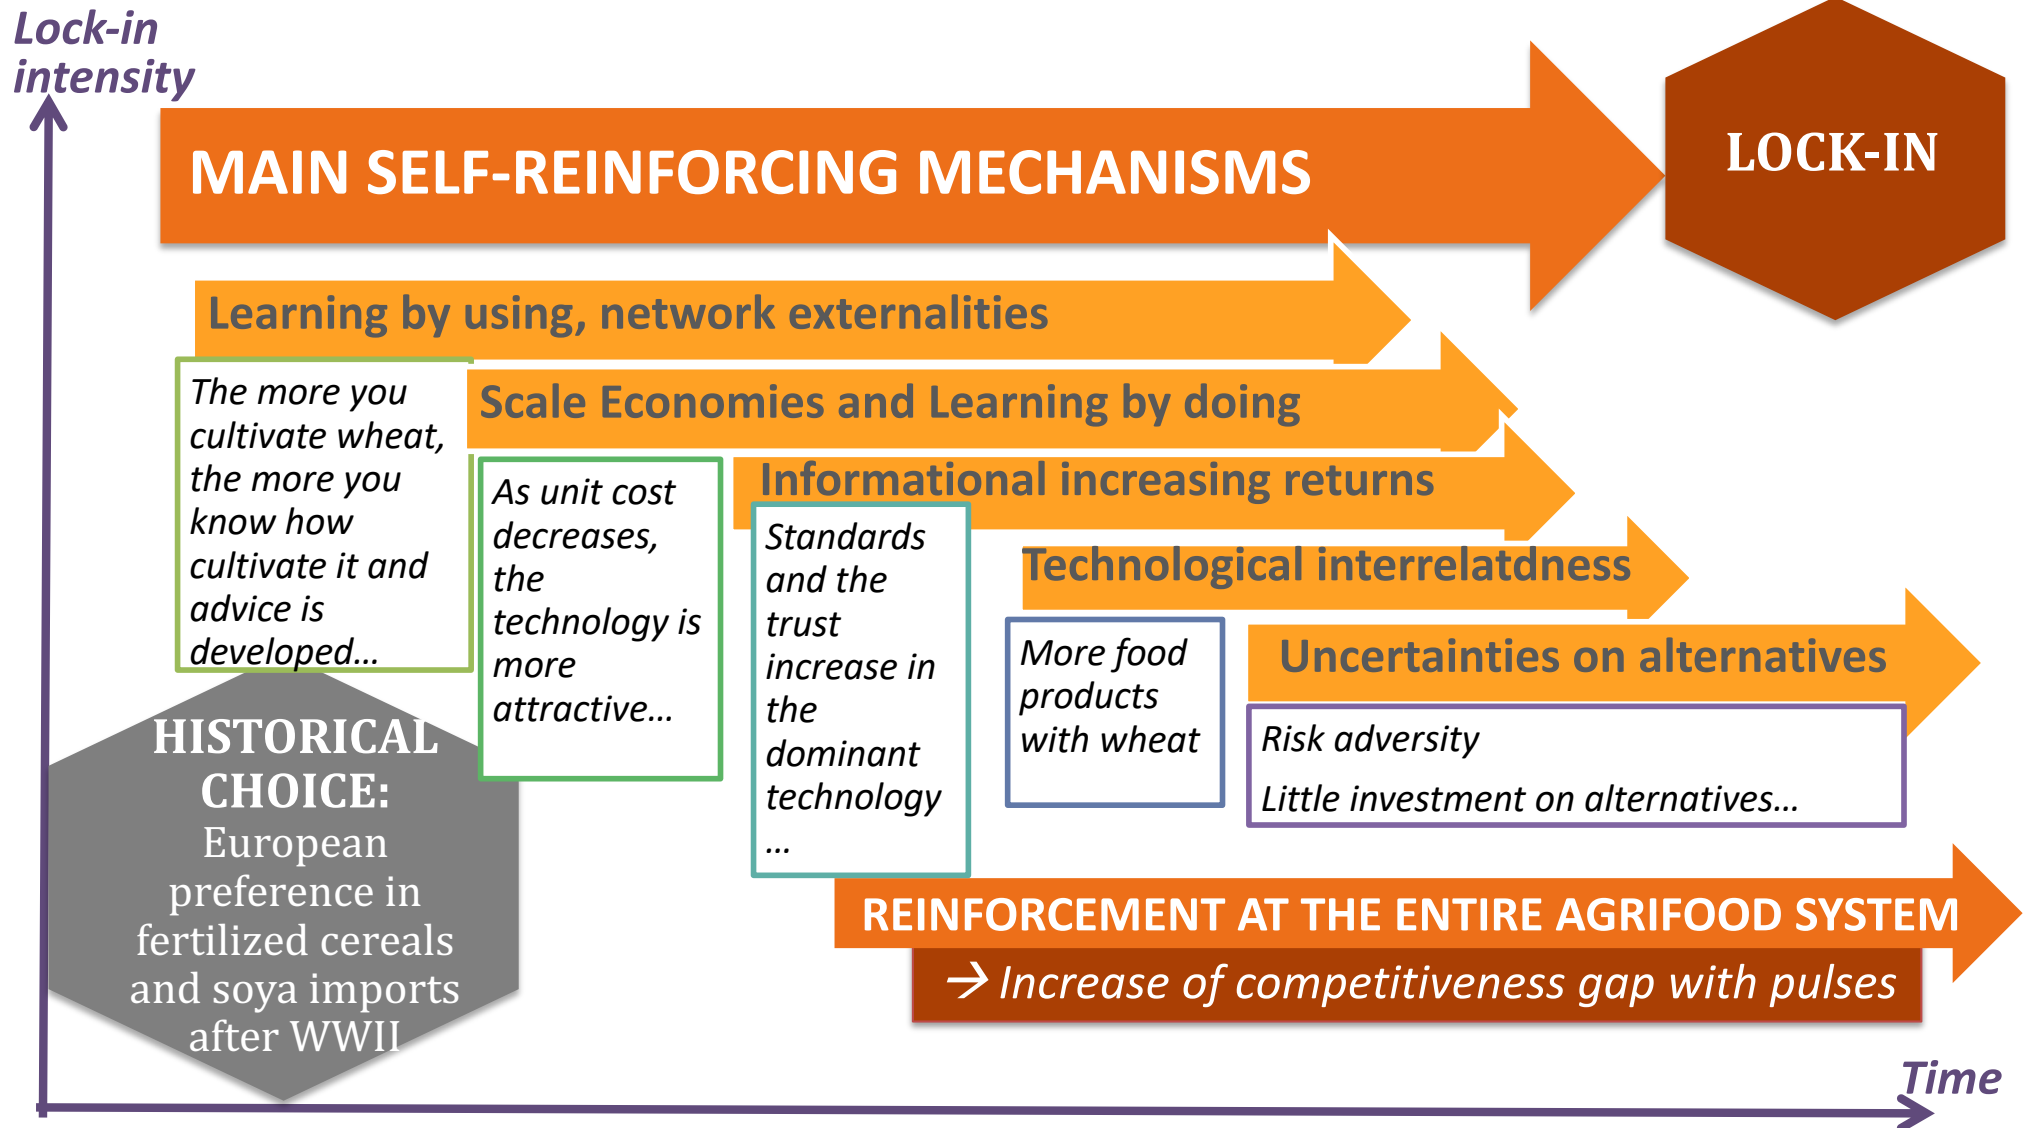 Lock-in
intensity
MAIN SELF-REINFORCING MECHANISMS
LOCK-IN
Learning by using, network externalities
The more you
cultivate wheat,
the more you
know how
cultivate it and
advice is
developed...
Scale Economies and Learning by doing
As unit cost
decreases,
the
technology is
more
attractive...
Informational increasing returns
Standards
and the
trust
increase in
the
dominant
technology
...
Technological interrelatdness
More food
products
with wheat
Uncertainties on alternatives
Risk adversity
Little investment on alternatives...
HISTORICAL
CHOICE:
European
preference in
fertilized cereals
and soya imports
after WWII
REINFORCEMENT AT THE ENTIRE AGRIFOOD SYSTEM
→ Increase of competitiveness gap with pulses
Time